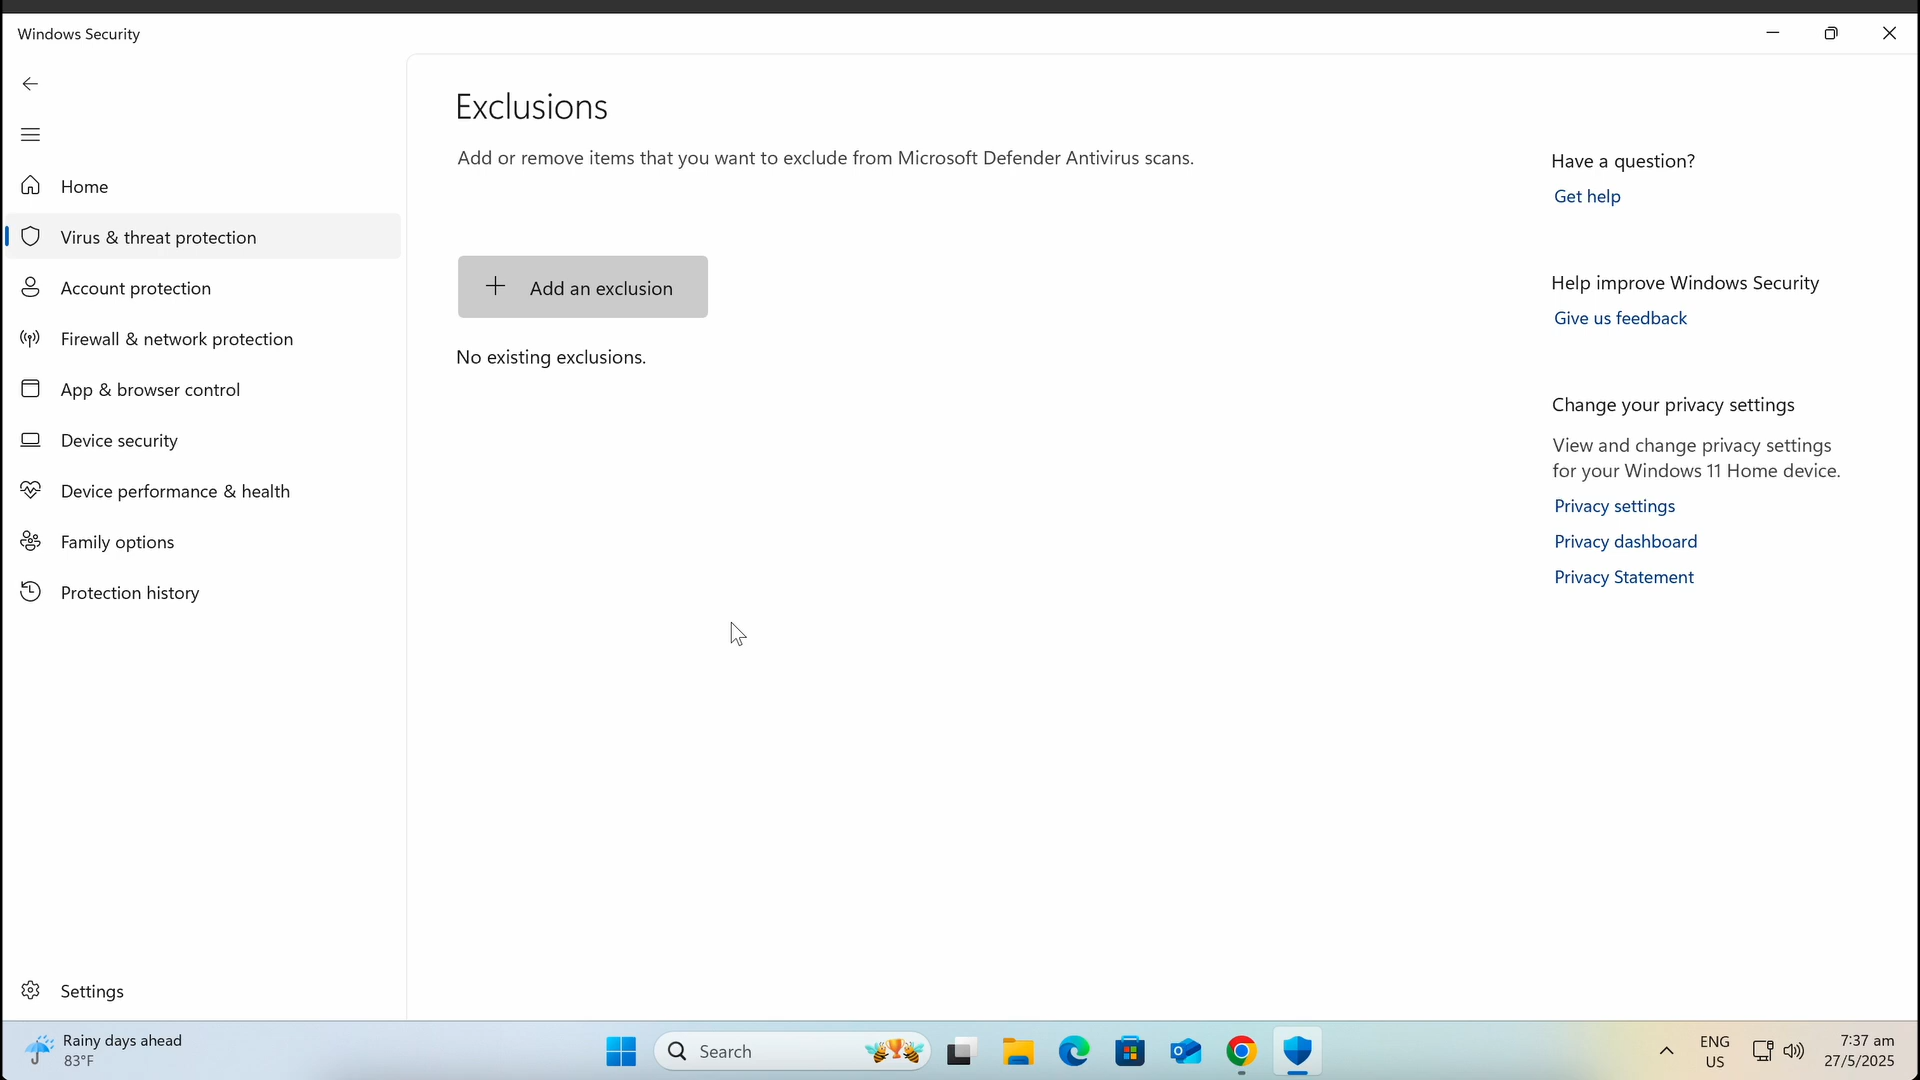 Windows Security
Home
Virus & threat protection
Account protection
Firewall & network protection
App & browser control
Device security
Device performance & health
Family options
Protection history
Settings
Exclusions
Add or remove items that you want to exclude from Microsoft Defender Antivirus scans.
Add an exclusion
No existing exclusions.
Have a question?
Get help
Help improve Windows Security
Give us feedback
Change your privacy settings
View and change privacy settings
for your Windows 11 Home device.
Privacy settings
Privacy dashboard
Privacy Statement
Rainy days ahead
83°F
Search
ENG
US
7:37 am
27/5/2025